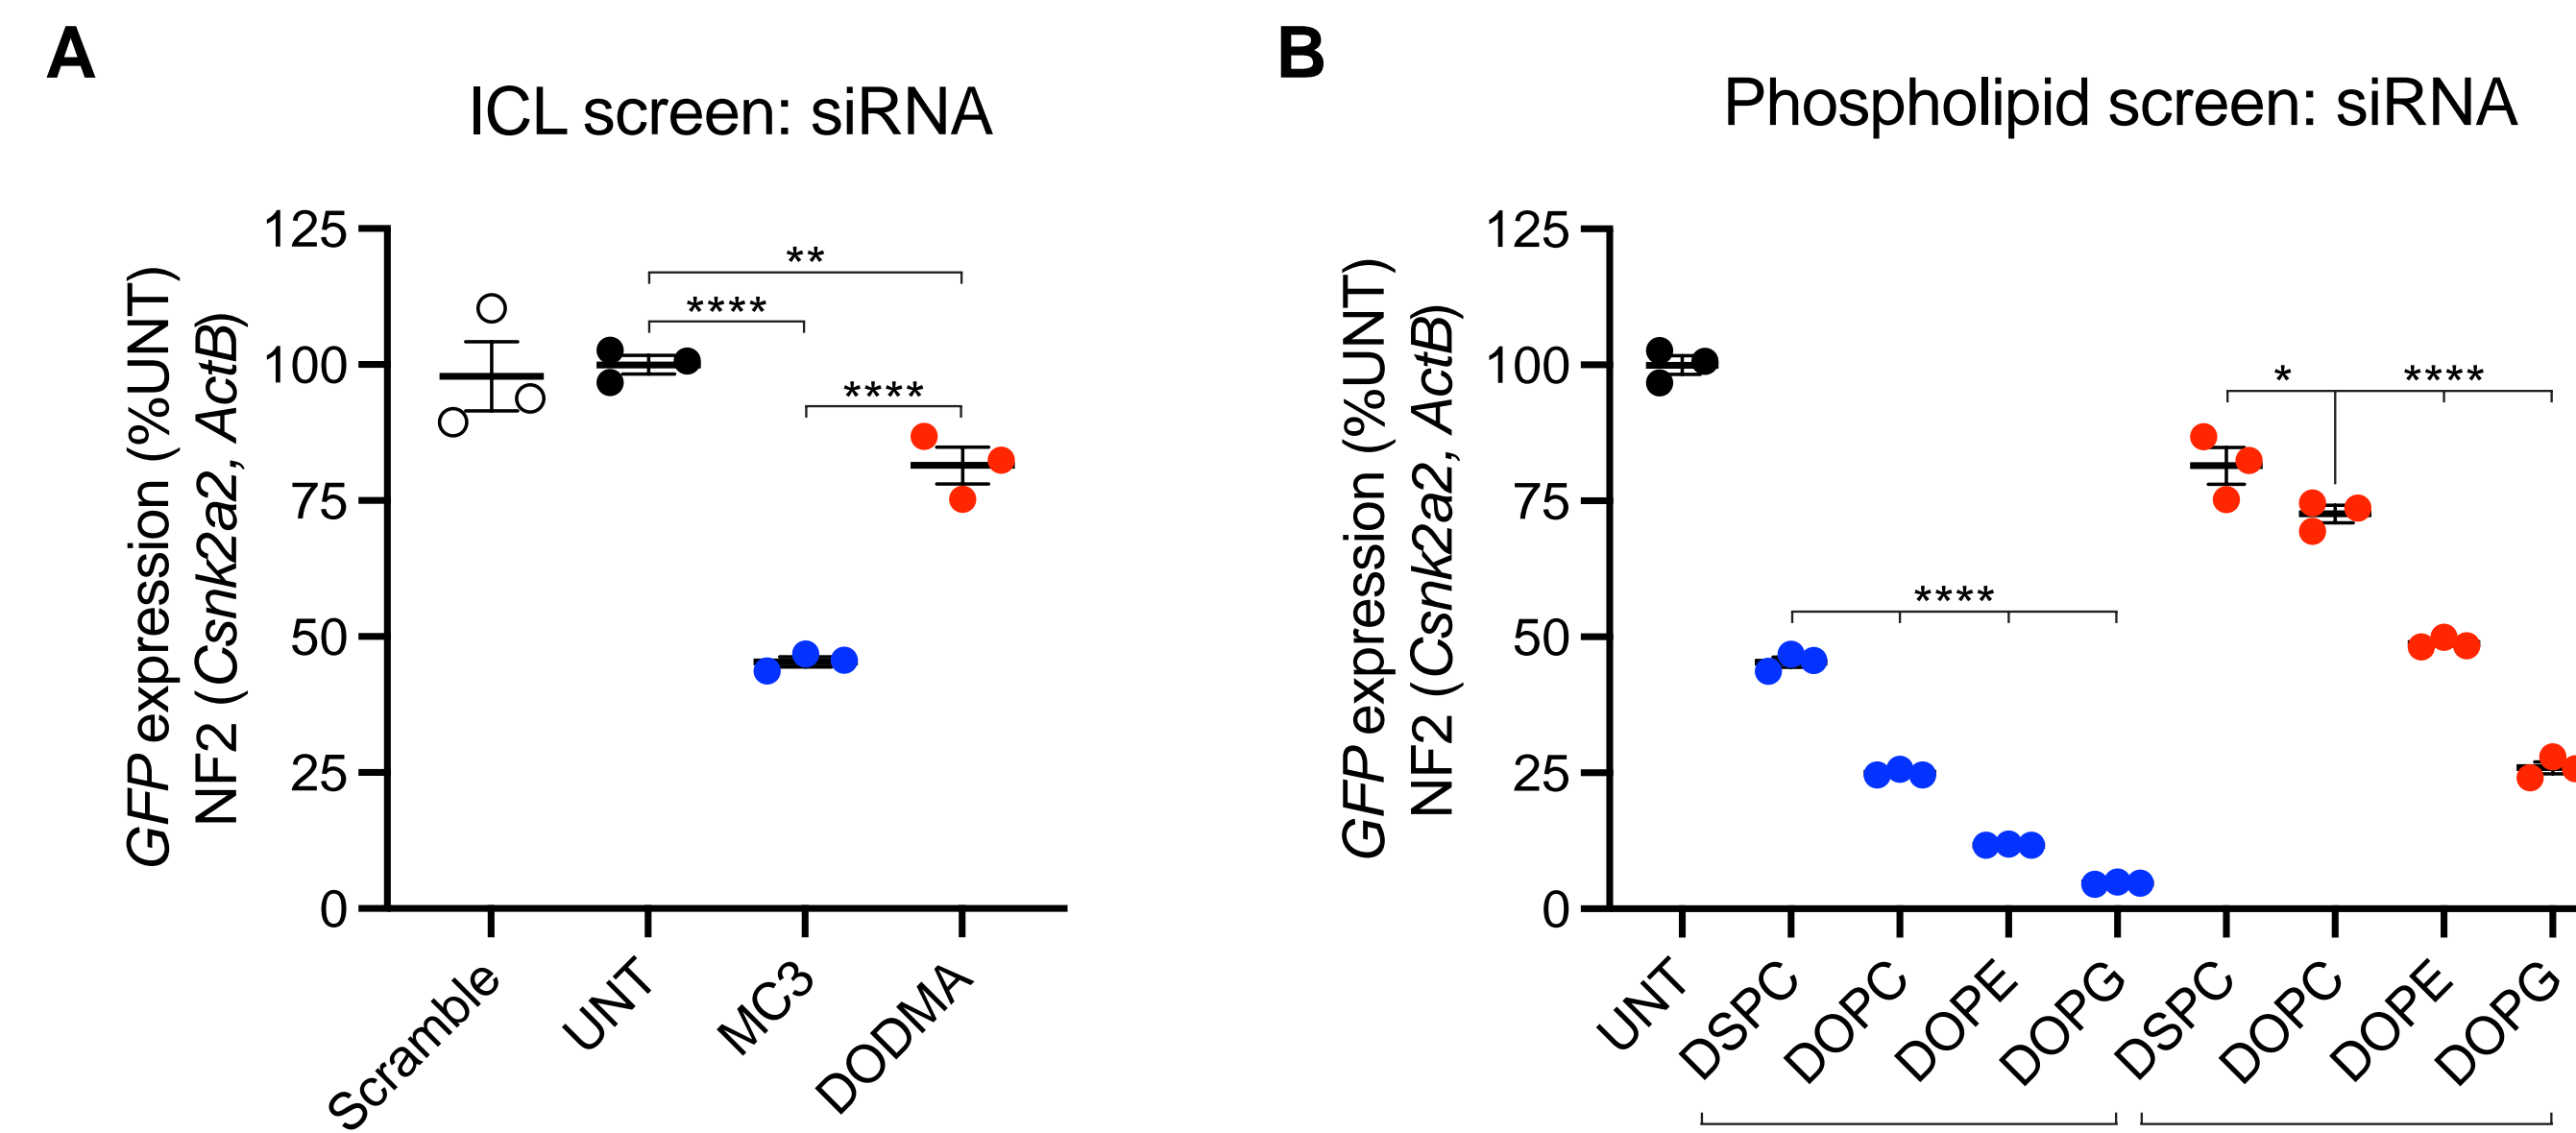 A
ICL screen: siRNA
GFP expression (%UNT)
NF2 (Csnk2a2, ActB)
125
100
75
50
25
0
**
****
****
Scramble
UNT
MC3
DODMA
B
Phospholipid screen: siRNA
GFP expression (%UNT)
NF2 (Csnk2a2, ActB)
125
100
75
50
25
0
* ****
****
UNT
DSPC
DOPC
DOPE
DOPG
DSPC
DOPC
DOPE
DOPG